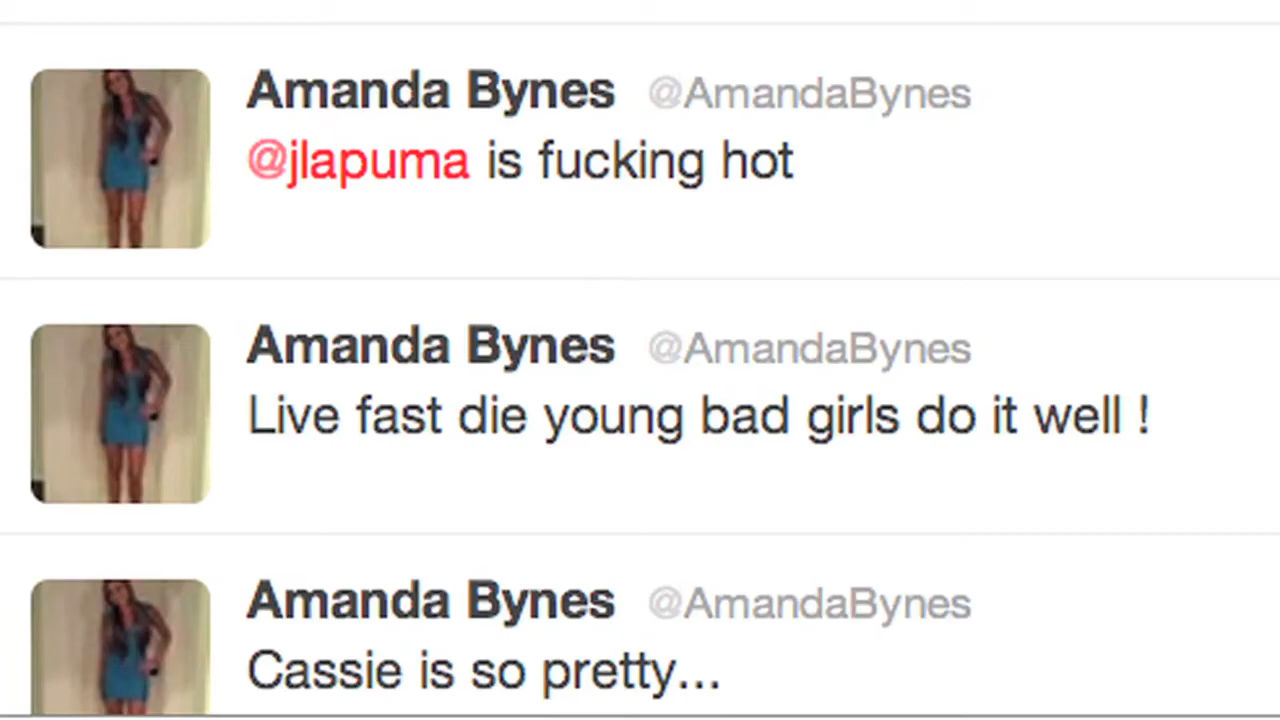 Amanda Bynes @AmandaBynes
@jlapuma is fucking hot
Amanda Bynes @AmandaBynes
Live fast die young bad girls do it well !
Amanda Bynes @AmandaBynes
Cassie is so pretty...